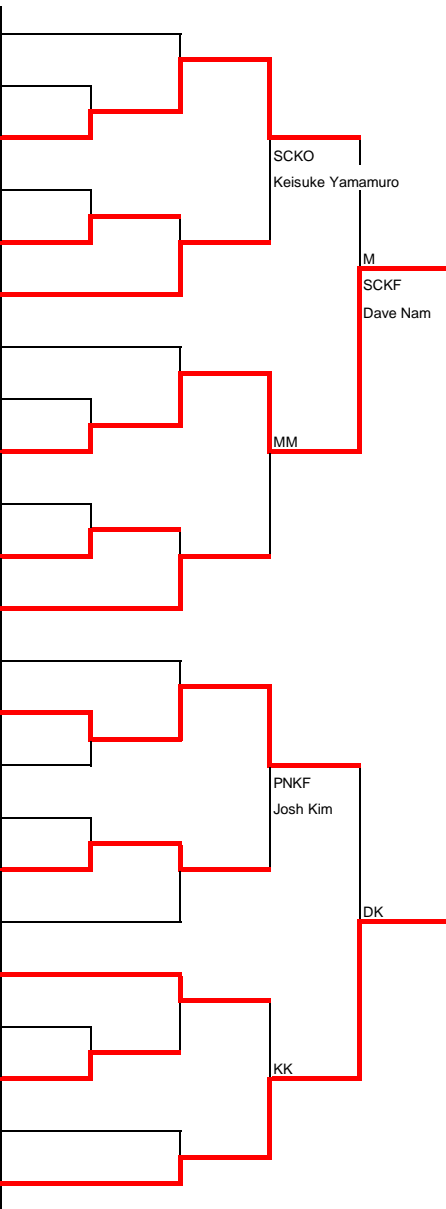 SCKO
Keisuke Yamamuro
M
SCKF
Dave Nam
MM
PNKF
Josh Kim
DK
KK